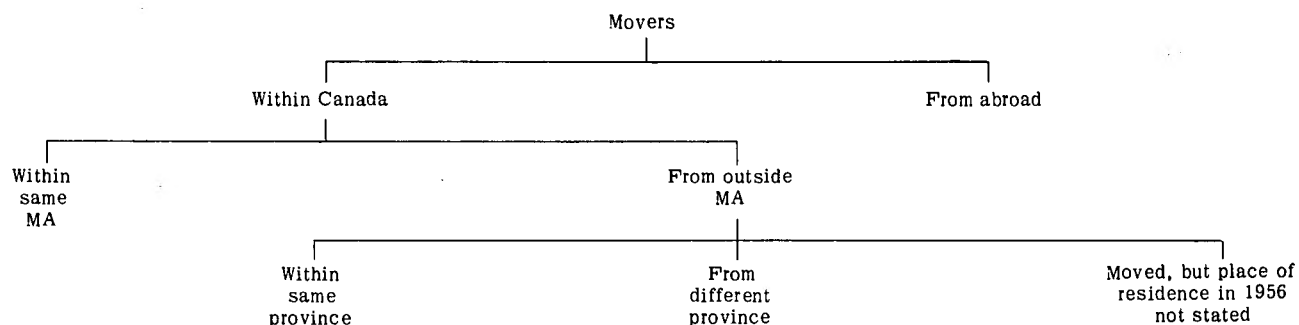 Movers
Within Canada
From abroad
Within
same
MA
From outside
MA
Within
same
province
From
different
province
Moved, but place of
residence in 1956
not stated